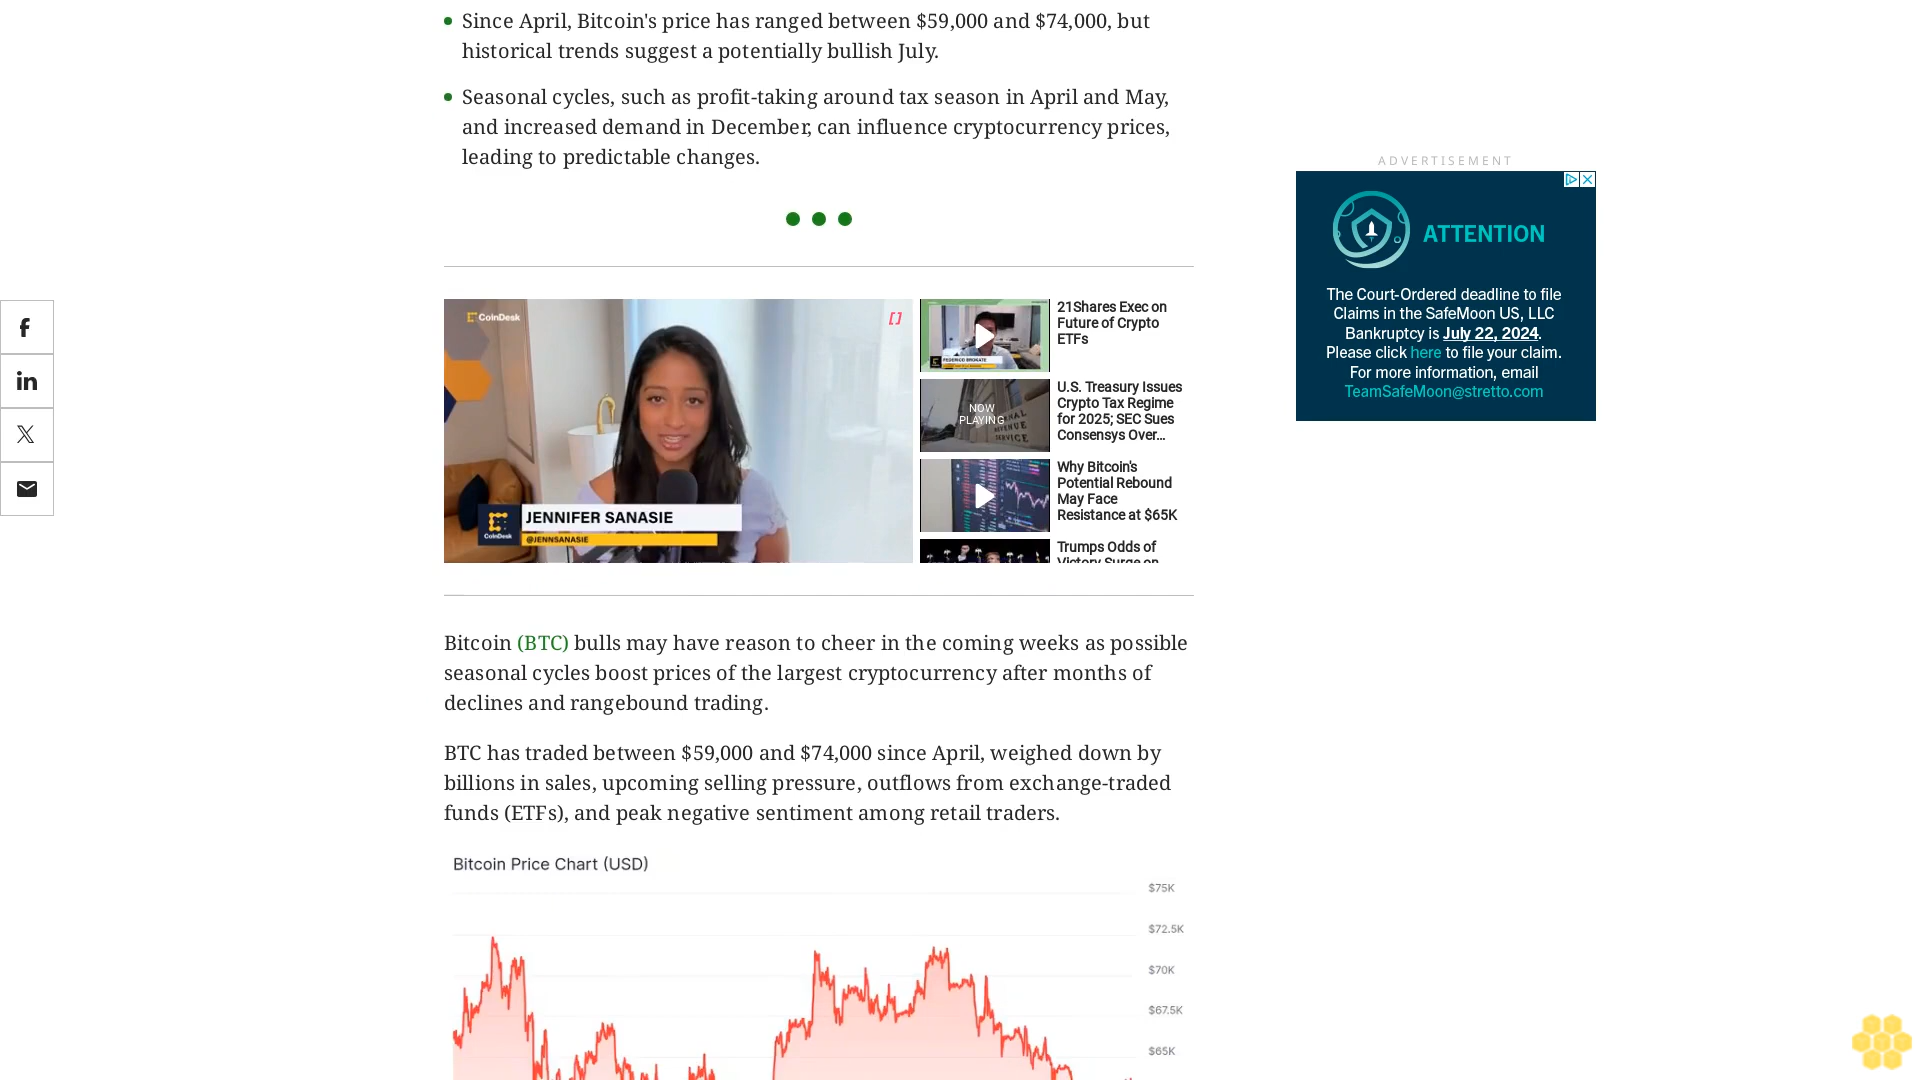 Since April, Bitcoin's price has ranged between $59,000 and $74,000, but
historical trends suggest a potentially bullish July.
Seasonal cycles, such as profit-taking around tax season in April and May,
and increased demand in December, can influence cryptocurrency prices,
leading to predictable changes.
ADVERTISEMENT
ATTENTION
The Court-Ordered deadline to file
Claims in the SafeMoon US, LLC
Bankruptcy is July 22, 2024.
Please click here to file your claim.
For more information, email
TeamSafeMoon@stretto.com
CoinDesk
JENNIFER SANASIE
CoinDesk
@JENNSANASIE
FEDERICO BROKATE
21Shares Exec on
Future of Crypto
ETFs
NOW
PLAYING
REVENUE
SERVICE
U.S. Treasury Issues
Crypto Tax Regime
for 2025; SEC Sues
Consensys Over...
Why Bitcoin's
Potential Rebound
May Face
Resistance at $65K
Trumps Odds of
Victory Surge on
Bitcoin (BTC) bulls may have reason to cheer in the coming weeks as possible
seasonal cycles boost prices of the largest cryptocurrency after months of
declines and rangebound trading.
BTC has traded between $59,000 and $74,000 since April, weighed down by
billions in sales, upcoming selling pressure, outflows from exchange-traded
funds (ETFs), and peak negative sentiment among retail traders.
Bitcoin Price Chart (USD)
$75K
$72.5K
$70K
$67.5K
$65K